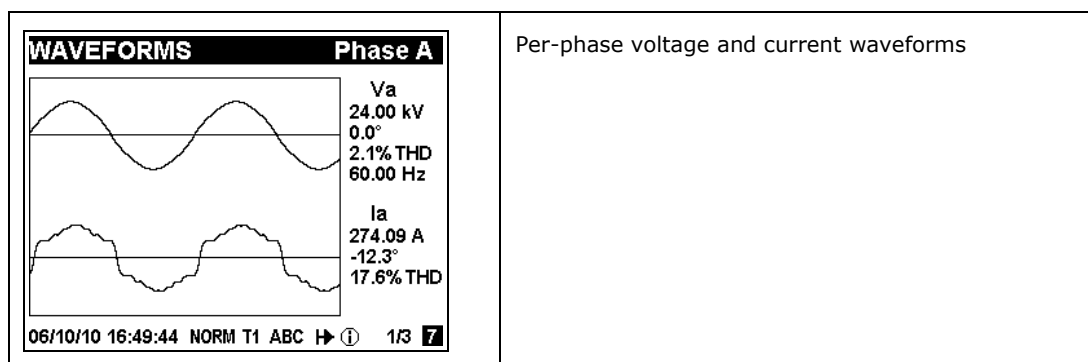 WAVEFORMS Phase A
Va
24.00 kV
0.0°
2.1% THD
60.00 Hz
Ia
274.09 A
-12.3°
17.6% THD
06/10/10 16:49:44 NORM T1 ABC 1/3 7
Per-phase voltage and current waveforms